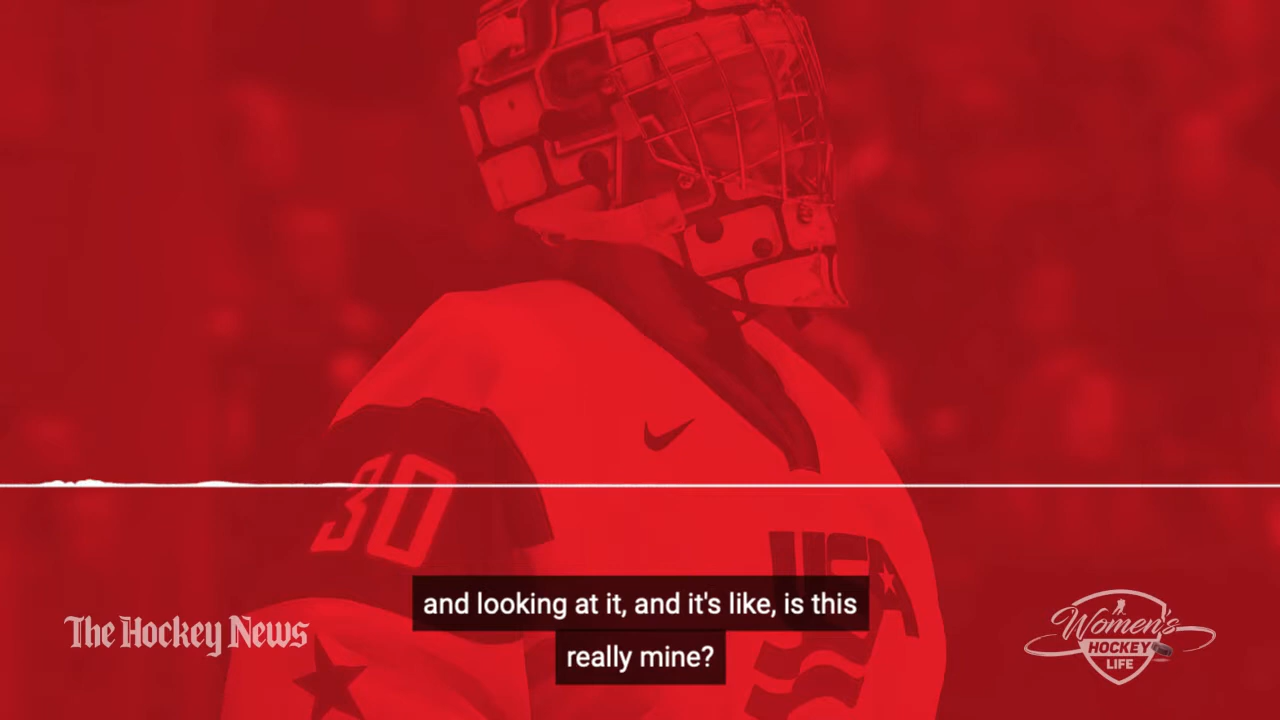 30
USA
and looking at it, and it's like, is this
really mine?
The Hockey News
Women's
HOCKEY
LIFE